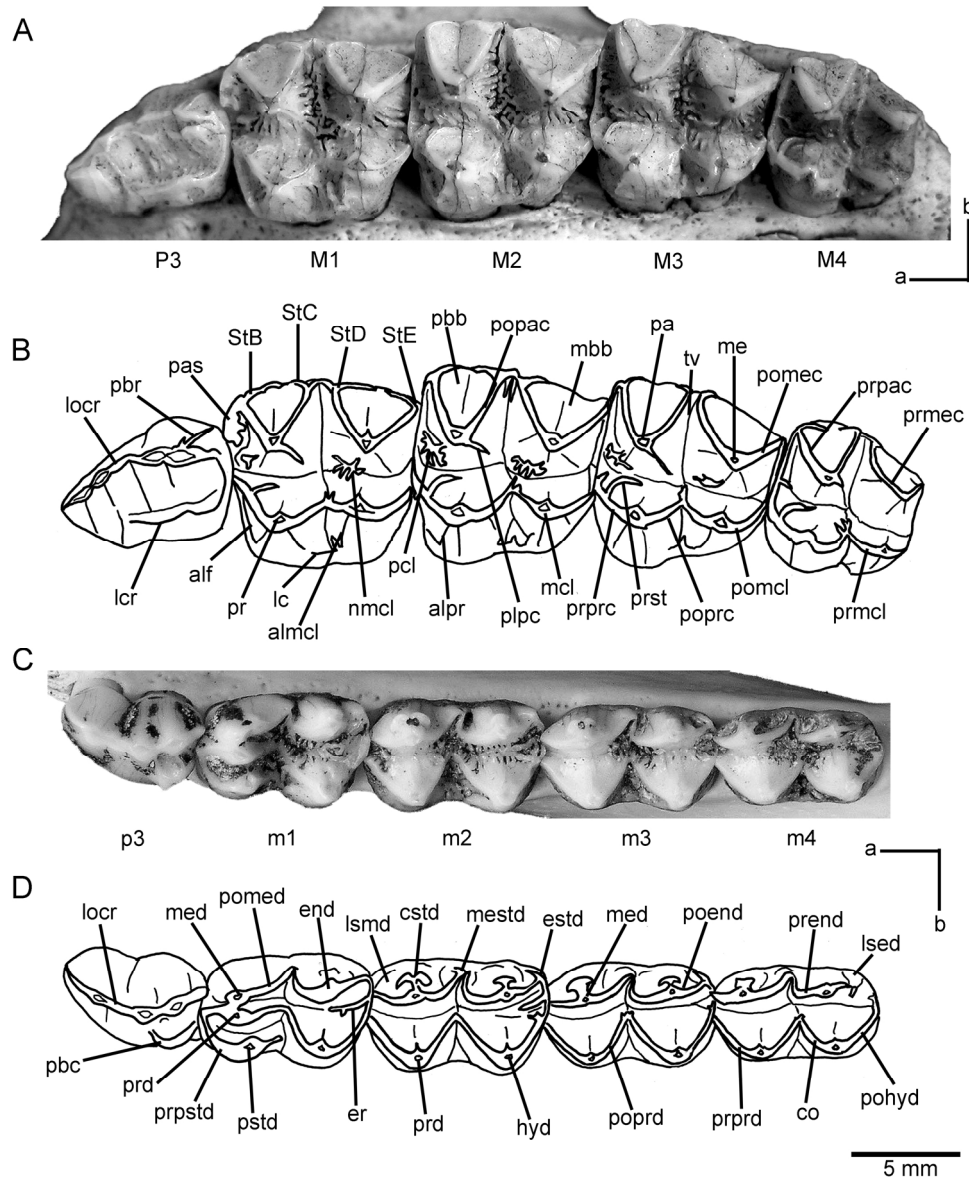 A
b
P3 M1 M2 M3 M4
a
B
StB StC StD StE pbb popac pa tv me
pas mbb pomec prpac
pbr prmec
locr
lcr alf pr lc almcl nmcl pcl alpr plpc mcl prprc prst poprc pomcl prmcl
C
p3 m1 m2 m3 m4
a
b
D
locr med pomed end lsmd cstd mestd estd med poend prend lsed
pbc prd prpstd pstd er prd hyd poprd prprd co pohyd
5 mm